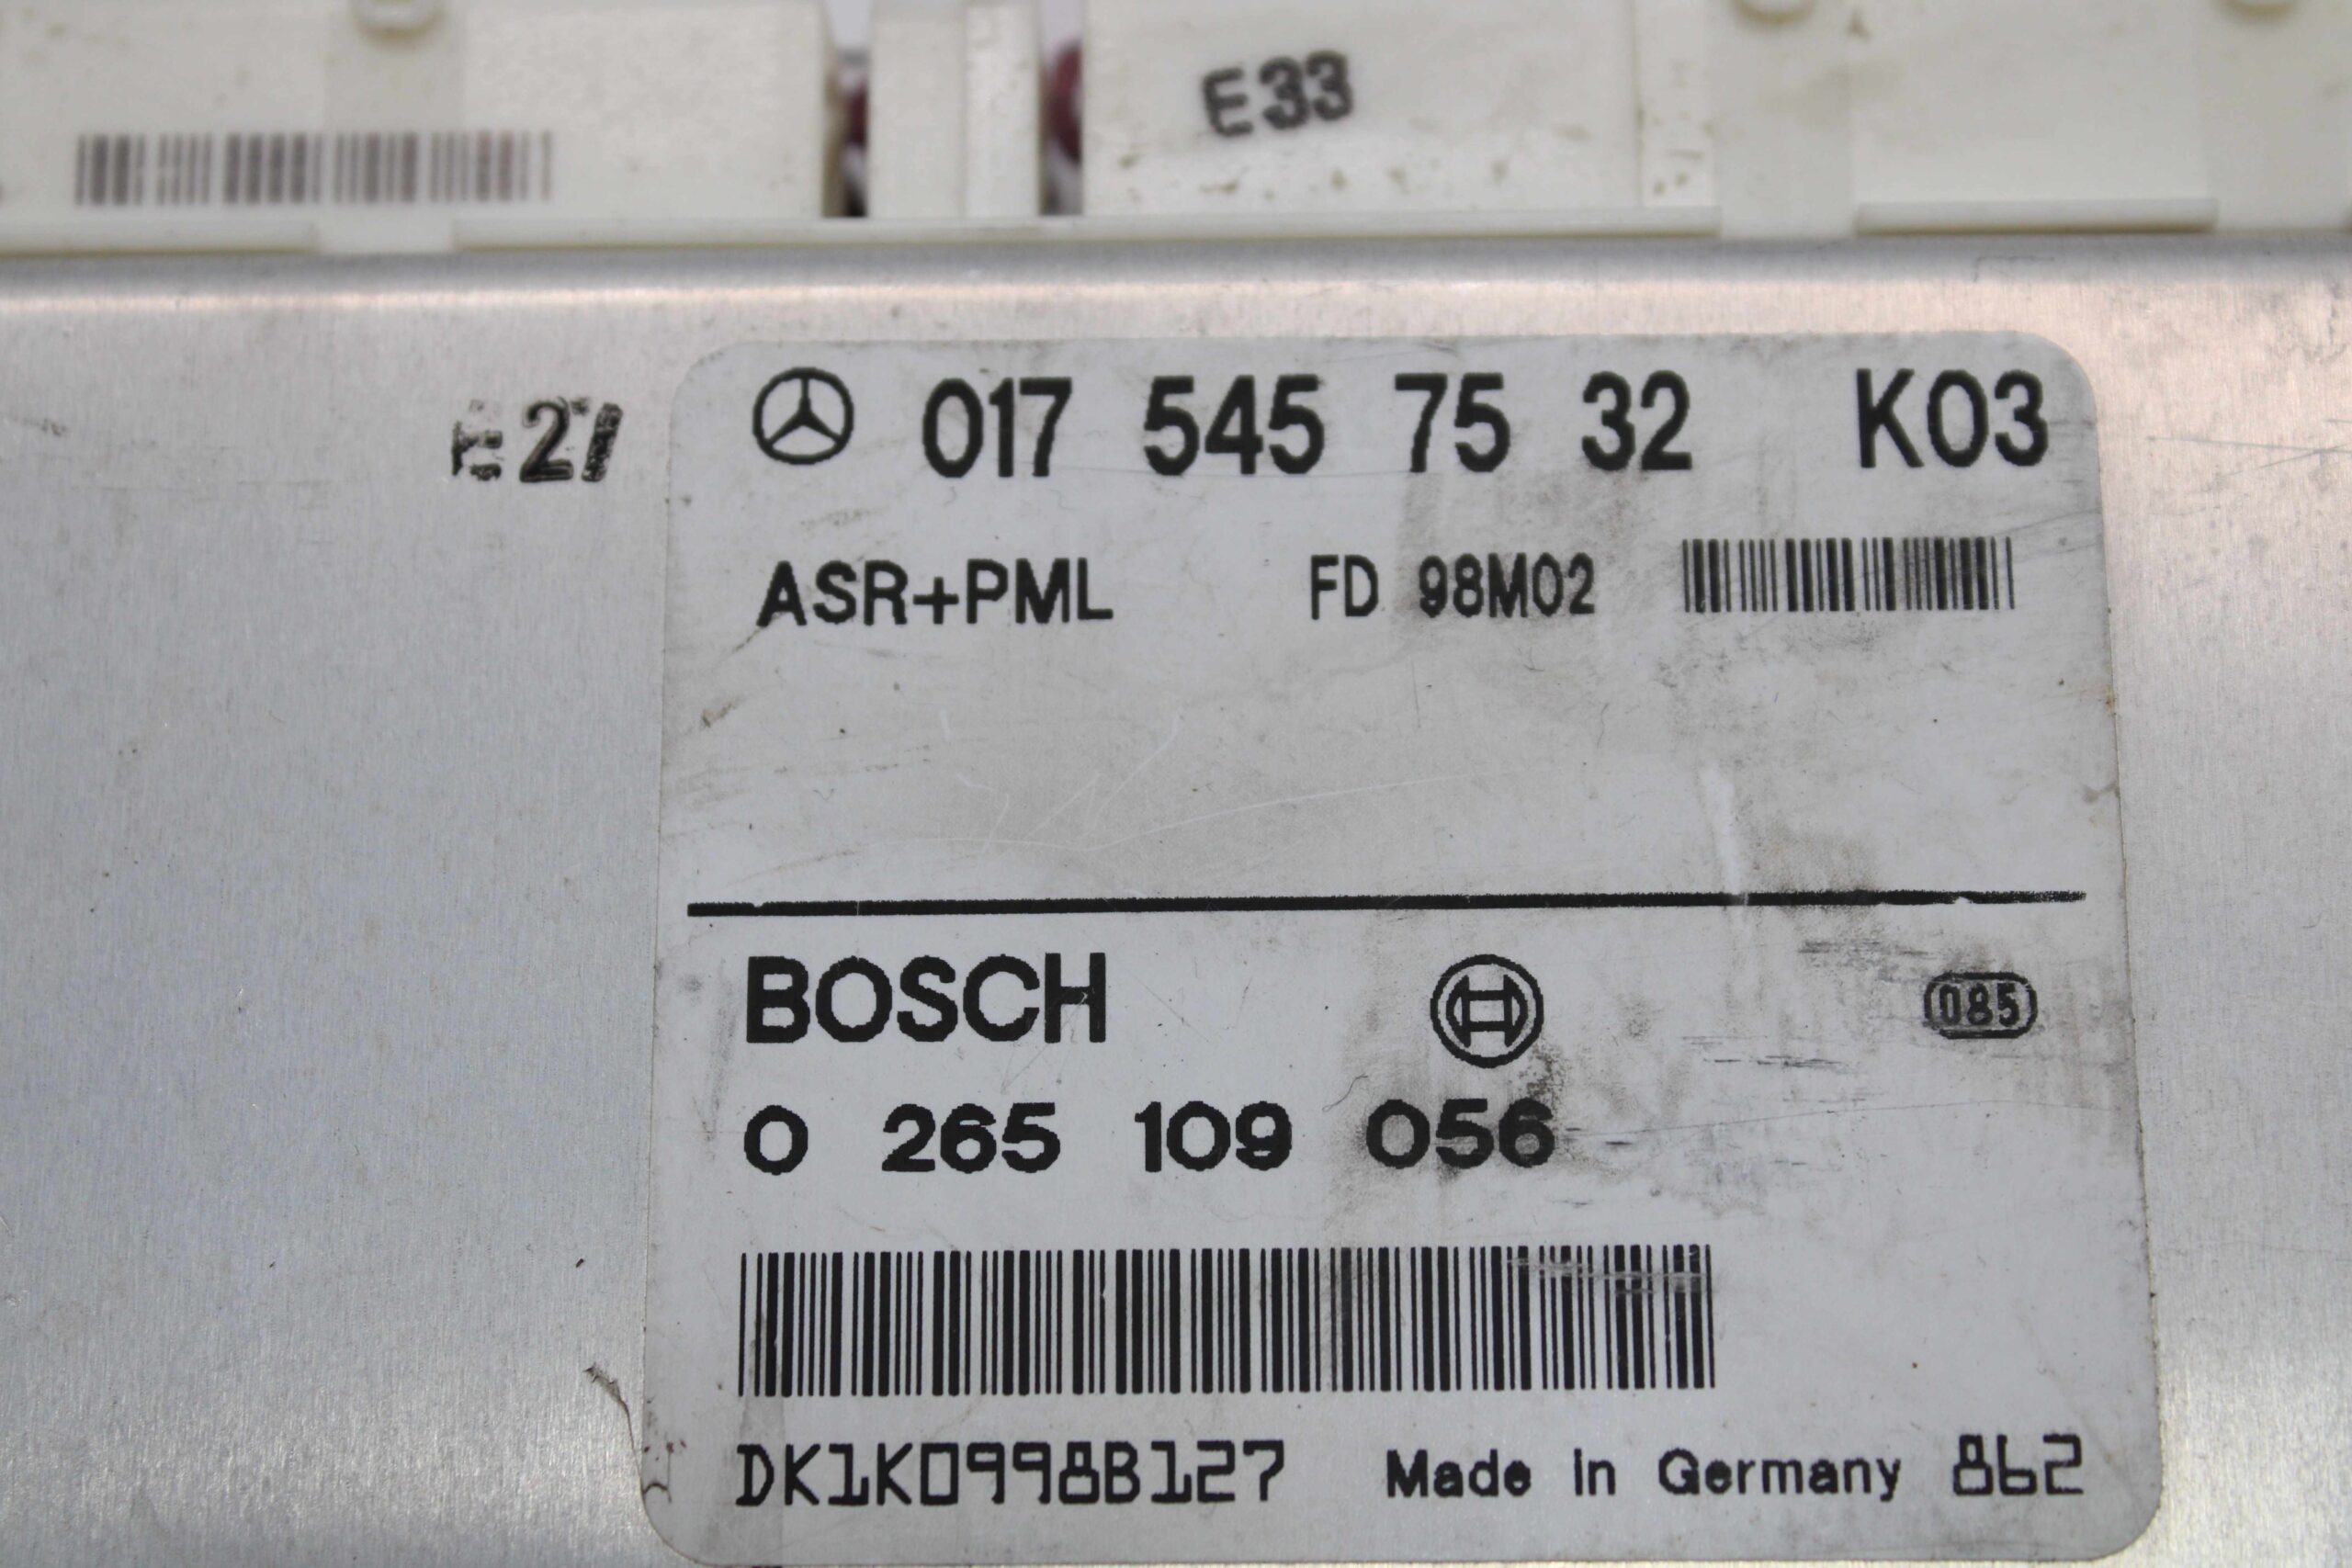 E33
E27
017 545 75 32 K03
ASR+PML FD 98M02
BOSCH
085
0 265 109 056
DK1K0998B127 Made in Germany 862